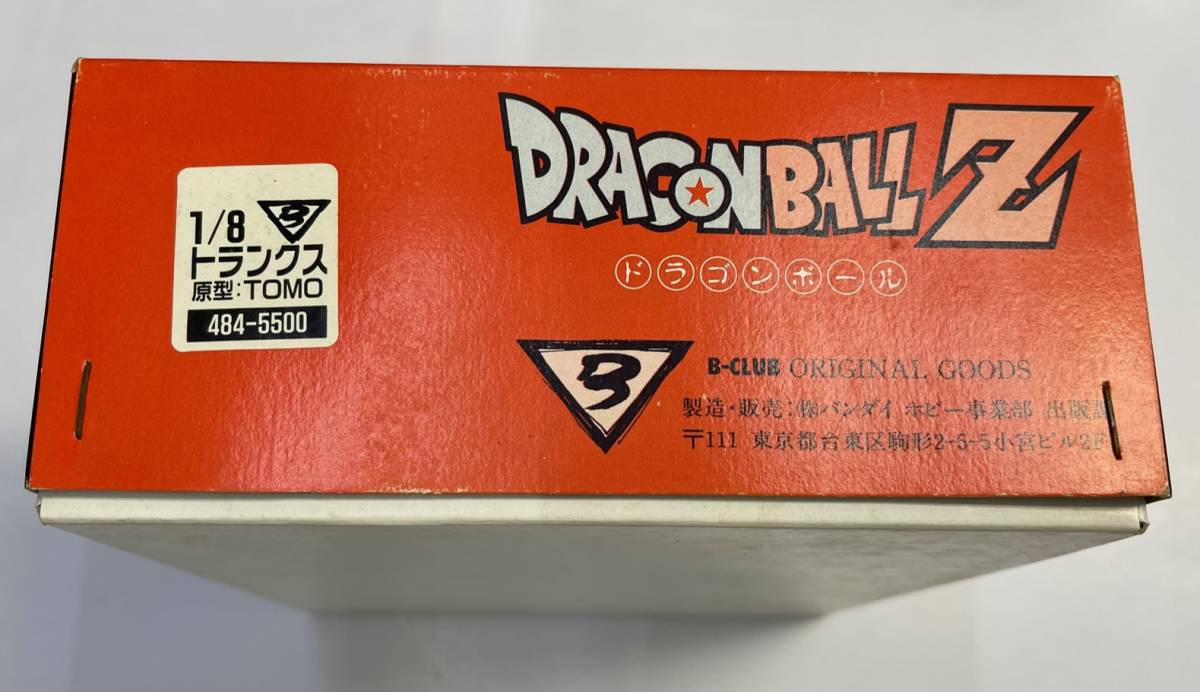 1/8 B
トランクス
原型:TOMO
484-5500
DRAGONBALL Z
ドラゴンボール
B
B-CLUB ORIGINAL GOODS
製造・販売:㈱バンダイ ホビー事業部 出版課
〒111 東京都台東区駒形2-5-5小宮ビル2F